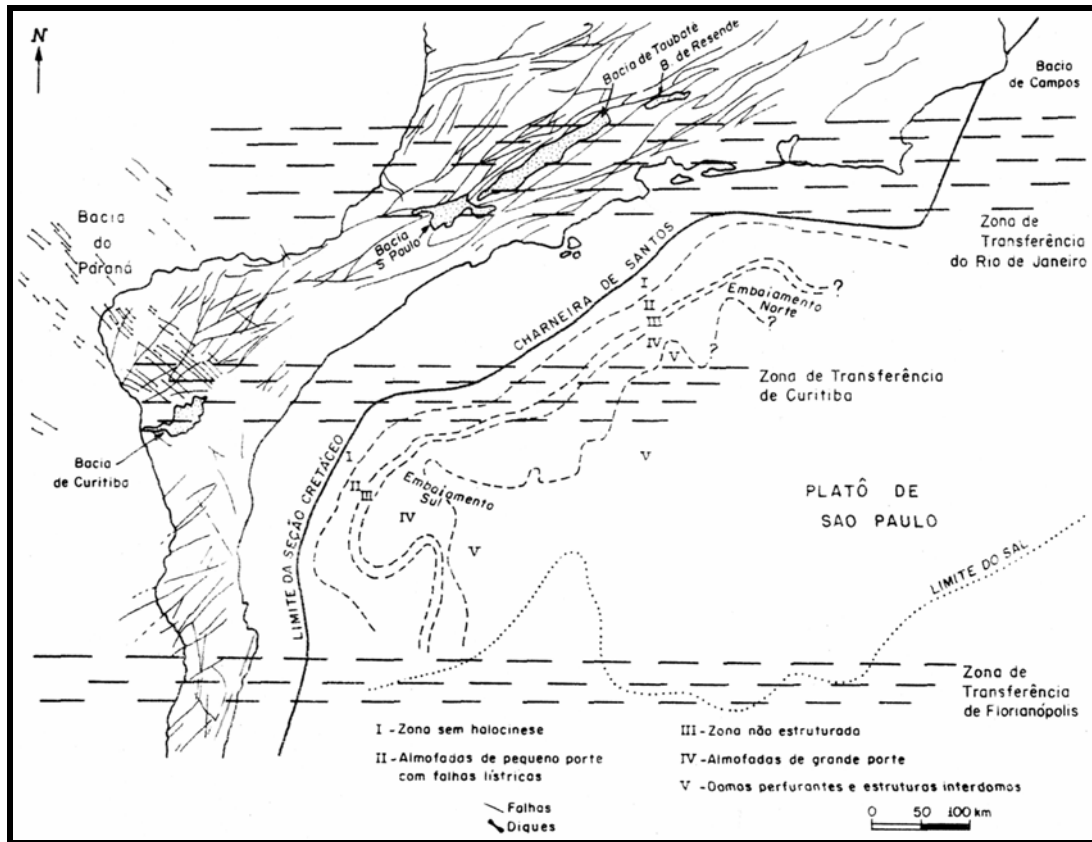 N
Bacia de Taubaté
B. de Resende
Bacia
de Campos
Bacia
do
Paraná
Bacia
S. Paulo
Zona de
Transferência
do Rio de Janeiro
CHARNEIRA DE SANTOS
I
II
III
IV
V
Embaiamento
Norte
?
?
?
Zona de Transferência
de Curitiba
Bacia
de Curitiba
LIMITE DA SEÇÃO CRETÁCEO
I
II
III
IV
V
Embaiamento
Sul
V
PLATÔ DE
SAO PAULO
LIMITE DO SAL
Zona de
Transferência
de Florianópolis
I - Zona sem halocinese
II - Almofadas de pequeno porte
com falhas lístricas
III - Zona não estruturada
IV - Almofadas de grande porte
V - Domos perfurantes e estruturas interdomos
Falhas
Diques
0 50 100 km